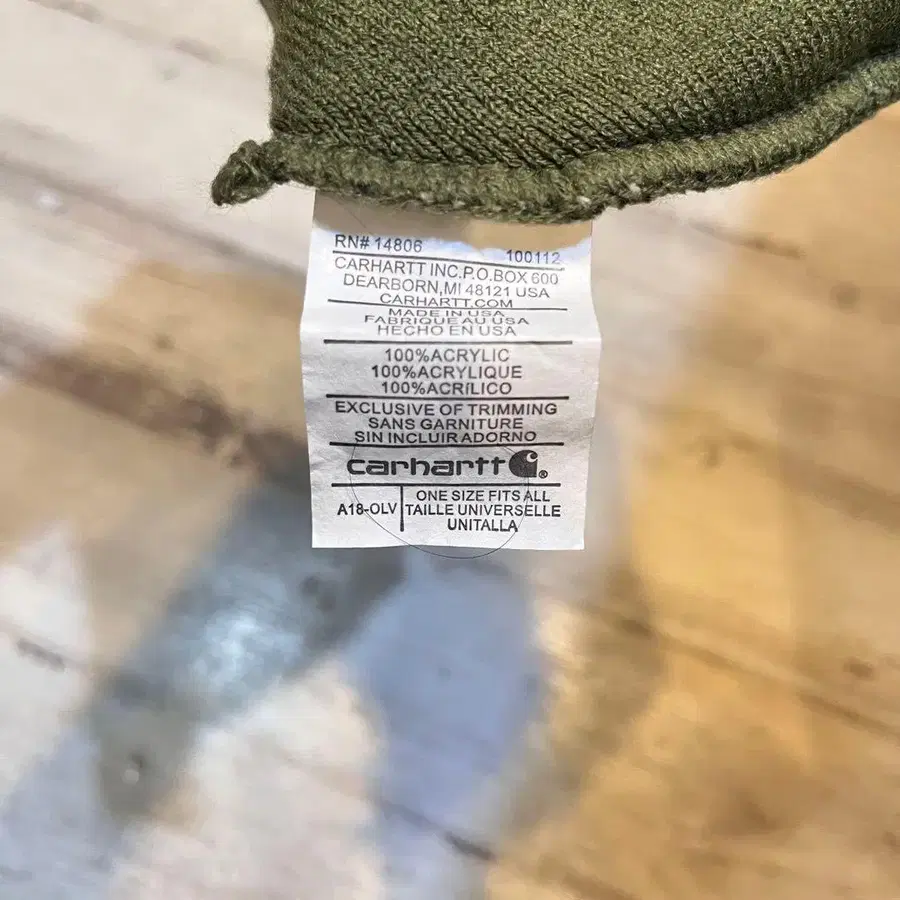 RN# 14806 100112
CARHARTT INC.P.O.BOX 600
DEARBORN,MI 48121 USA
CARHARTT.COM
MADE IN USA
FABRIQUE AU USA
HECHO EN USA
100%ACRYLIC
100%ACRYLIQUE
100%ACRÍLICO
EXCLUSIVE OF TRIMMING
SANS GARNITURE
SIN INCLUIR ADORNO
carhartt®
A18-OLV
ONE SIZE FITS ALL
TAILLE UNIVERSELLE
UNITALLA